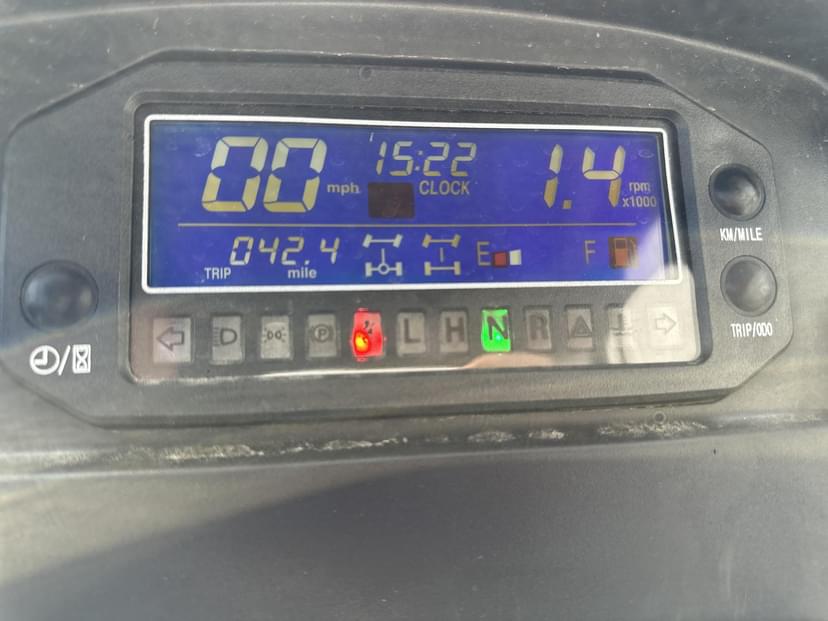 00 mph 15:22 CLOCK 1.4 rpm x1000
TRIP 042.4 mile E F
KM/MILE
TRIP/ODO
D P L H N R